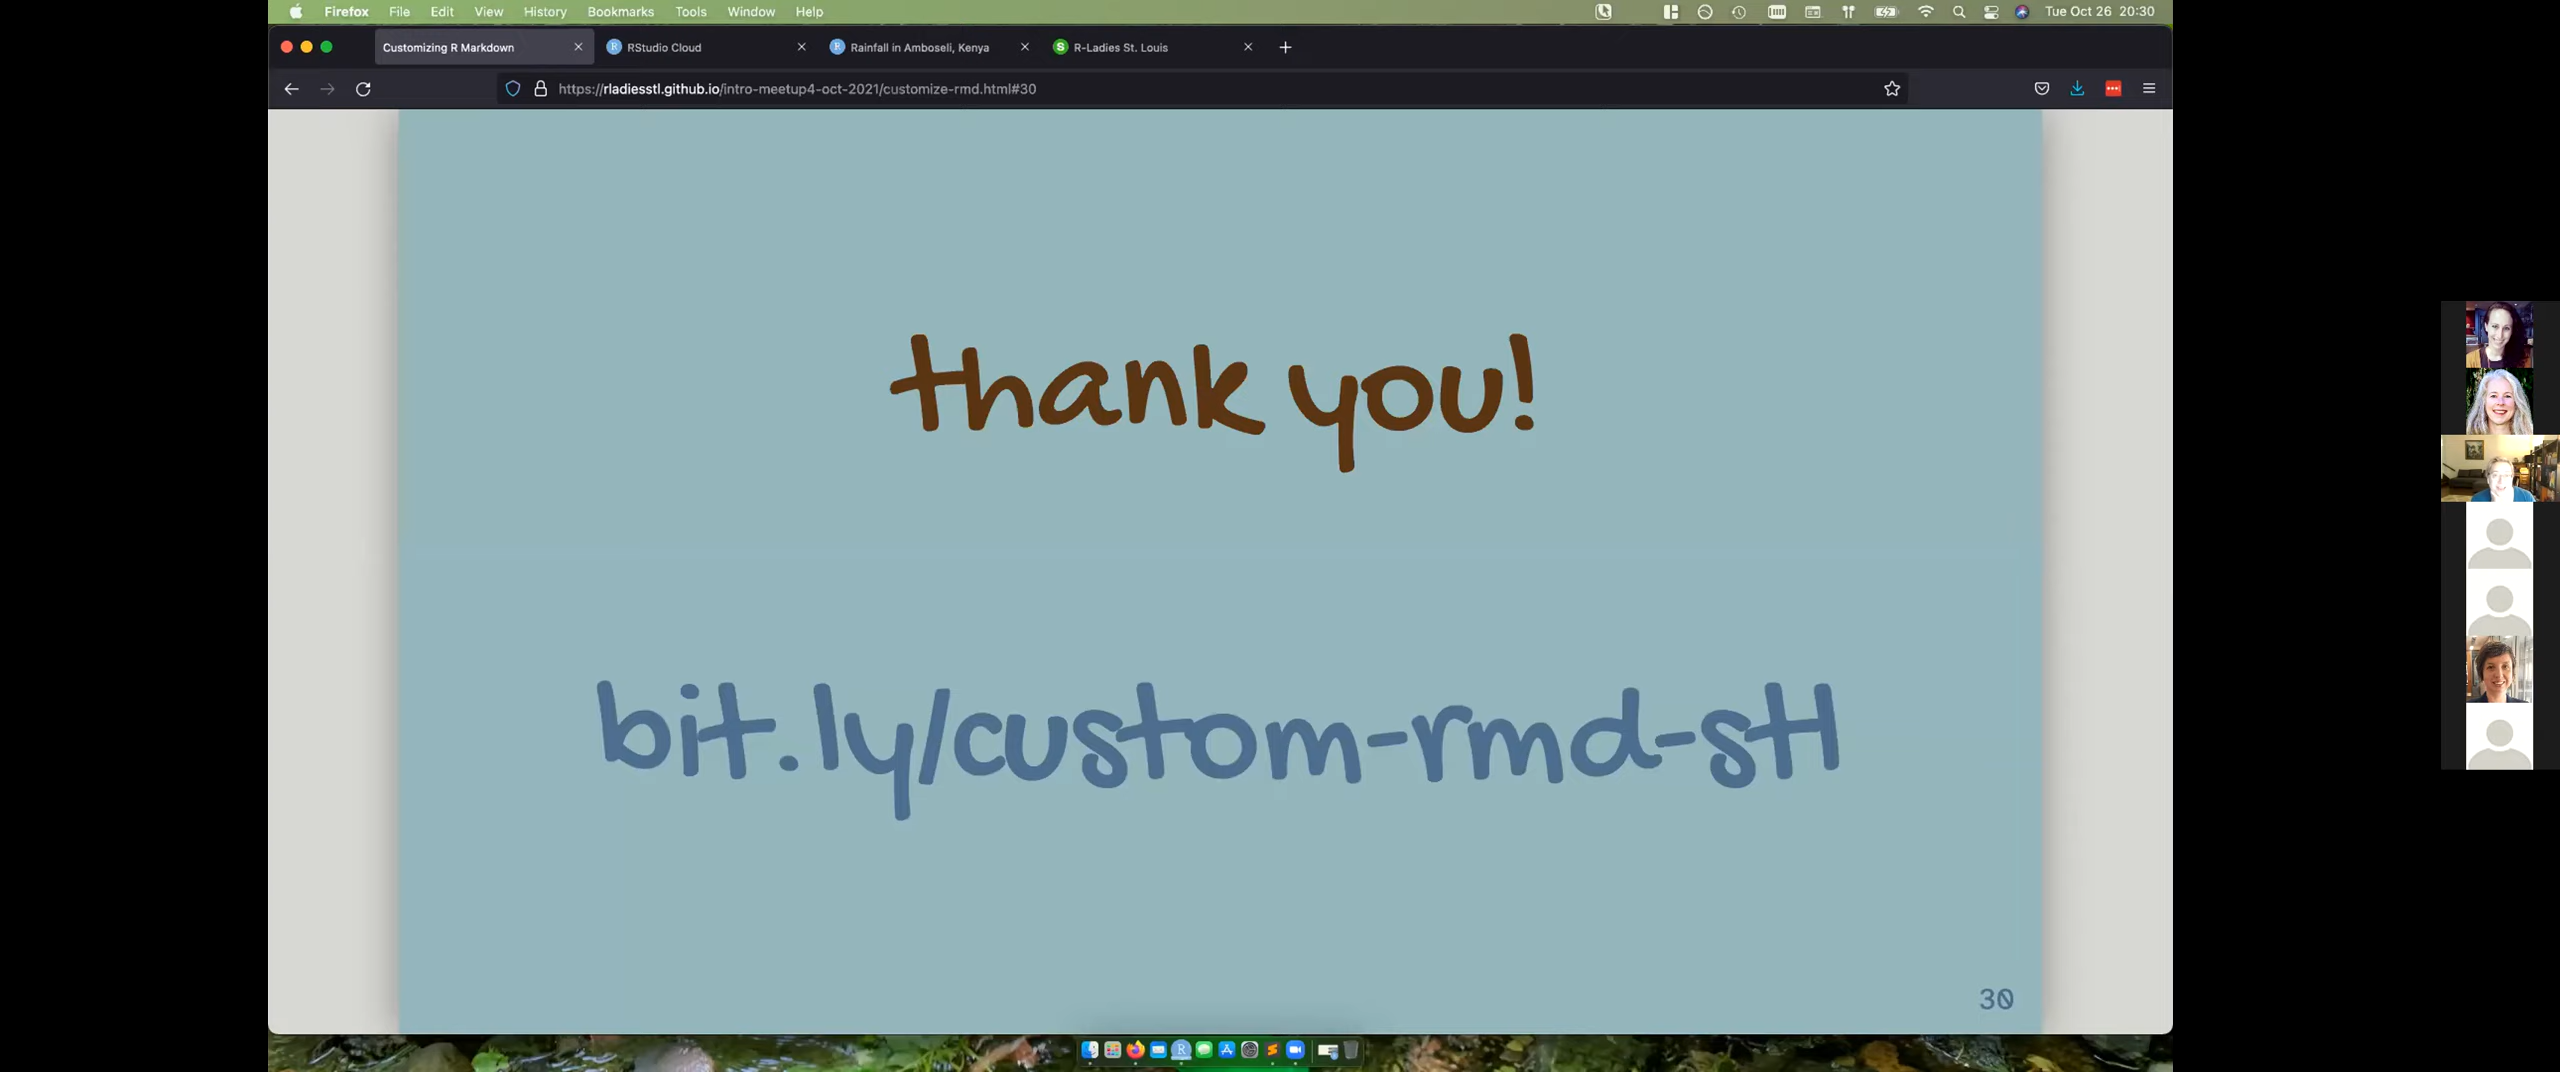 Firefox File Edit View History Bookmarks Tools Window Help Tue Oct 26 20:30
Customizing R Markdown RStudio Cloud Rainfall in Amboseli, Kenya R-Ladies St. Louis
https://rladiesstl.github.io/intro-meetup4-oct-2021/customize-rmd.html#30
thank you!
bit.ly/custom-rmd-stl
30